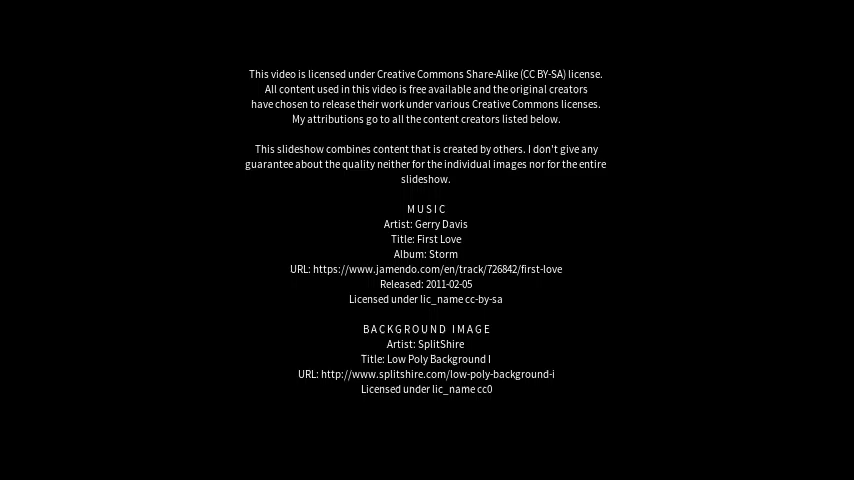 This video is licensed under Creative Commons Share-Alike (CC BY-SA) license.
All content used in this video is free available and the original creators
have chosen to release their work under various Creative Commons licenses.
My attributions go to all the content creators listed below.
This slideshow combines content that is created by others. I don't give any
guarantee about the quality neither for the individual images nor for the entire
slideshow.
MUSIC
Artist: Gerry Davis
Title: First Love
Album: Storm
URL: https://www.jamendo.com/en/track/726842/first-love
Released: 2011-02-05
Licensed under lic_name cc-by-sa
BACKGROUND IMAGE
Artist: SplitShire
Title: Low Poly Background I
URL: http://www.splitshire.com/low-poly-background-i
Licensed under lic_name cc0